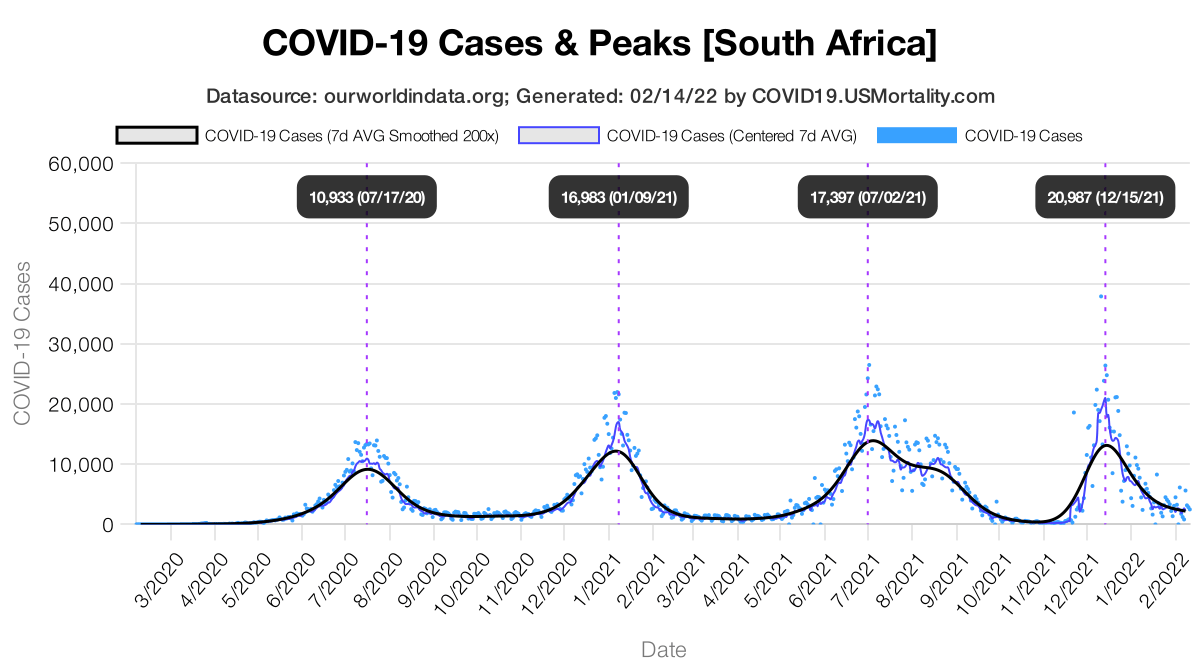 COVID-19 Cases & Peaks [South Africa]
Datasource: ourworldindata.org; Generated: 02/14/22 by COVID19.USMortality.com
COVID-19 Cases (7d AVG Smoothed 200x) COVID-19 Cases (Centered 7d AVG) COVID-19 Cases
60,000
10,933 (07/17/20) 16,983 (01/09/21) 17,397 (07/02/21) 20,987 (12/15/21)
50,000
40,000
30,000
20,000
10,000
0
COVID-19 Cases
3/2020 4/2020 5/2020 6/2020 7/2020 8/2020 9/2020 10/2020 11/2020 12/2020 1/2021 2/2021 3/2021 4/2021 5/2021 6/2021 7/2021 8/2021 9/2021 10/2021 11/2021 12/2021 1/2022 2/2022
Date